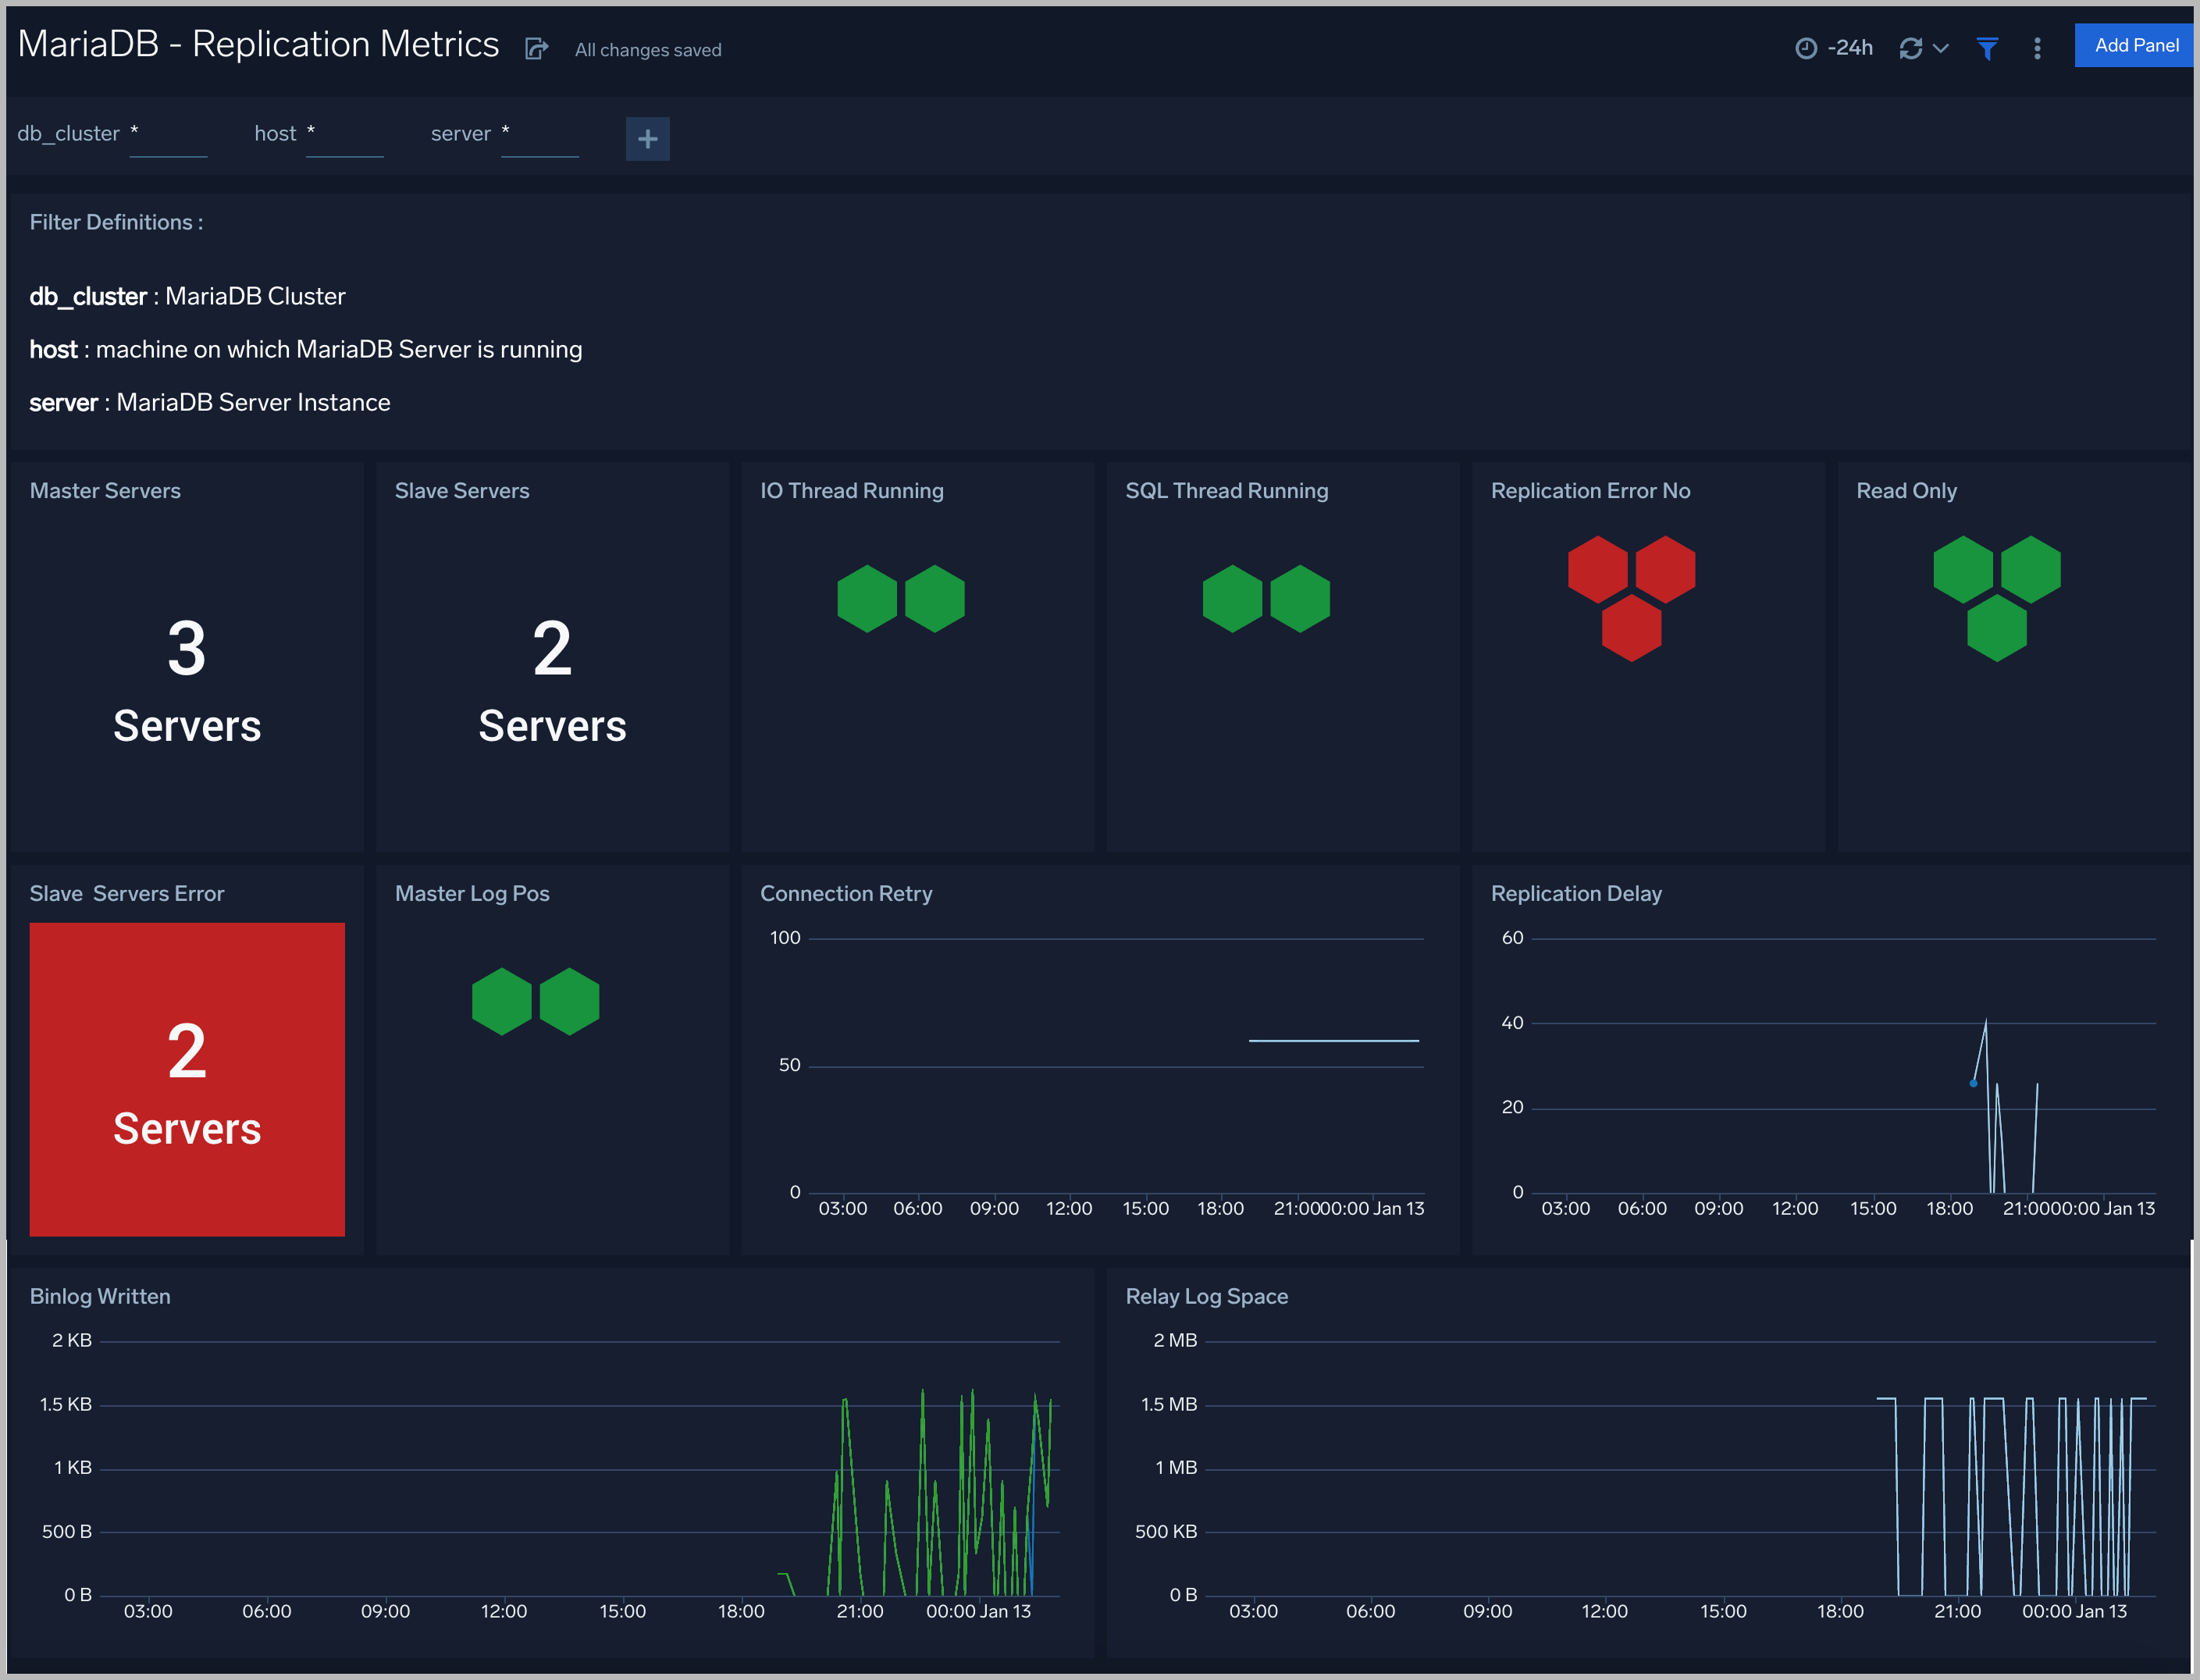 MariaDB - Replication Metrics All changes saved -24h Add Panel
db_cluster * host * server * +
Filter Definitions :
db_cluster : MariaDB Cluster
host : machine on which MariaDB Server is running
server : MariaDB Server Instance
Master Servers
3
Servers
Slave Servers
2
Servers
IO Thread Running
SQL Thread Running
Replication Error No
Read Only
Slave Servers Error
2
Servers
Master Log Pos
Connection Retry
100
50
0
03:00 06:00 09:00 12:00 15:00 18:00 21:00 00:00 Jan 13
Replication Delay
60
40
20
0
03:00 06:00 09:00 12:00 15:00 18:00 21:00 00:00 Jan 13
Binlog Written
2 KB
1.5 KB
1 KB
500 B
0 B
03:00 06:00 09:00 12:00 15:00 18:00 21:00 00:00 Jan 13
Relay Log Space
2 MB
1.5 MB
1 MB
500 KB
0 B
03:00 06:00 09:00 12:00 15:00 18:00 21:00 00:00 Jan 13